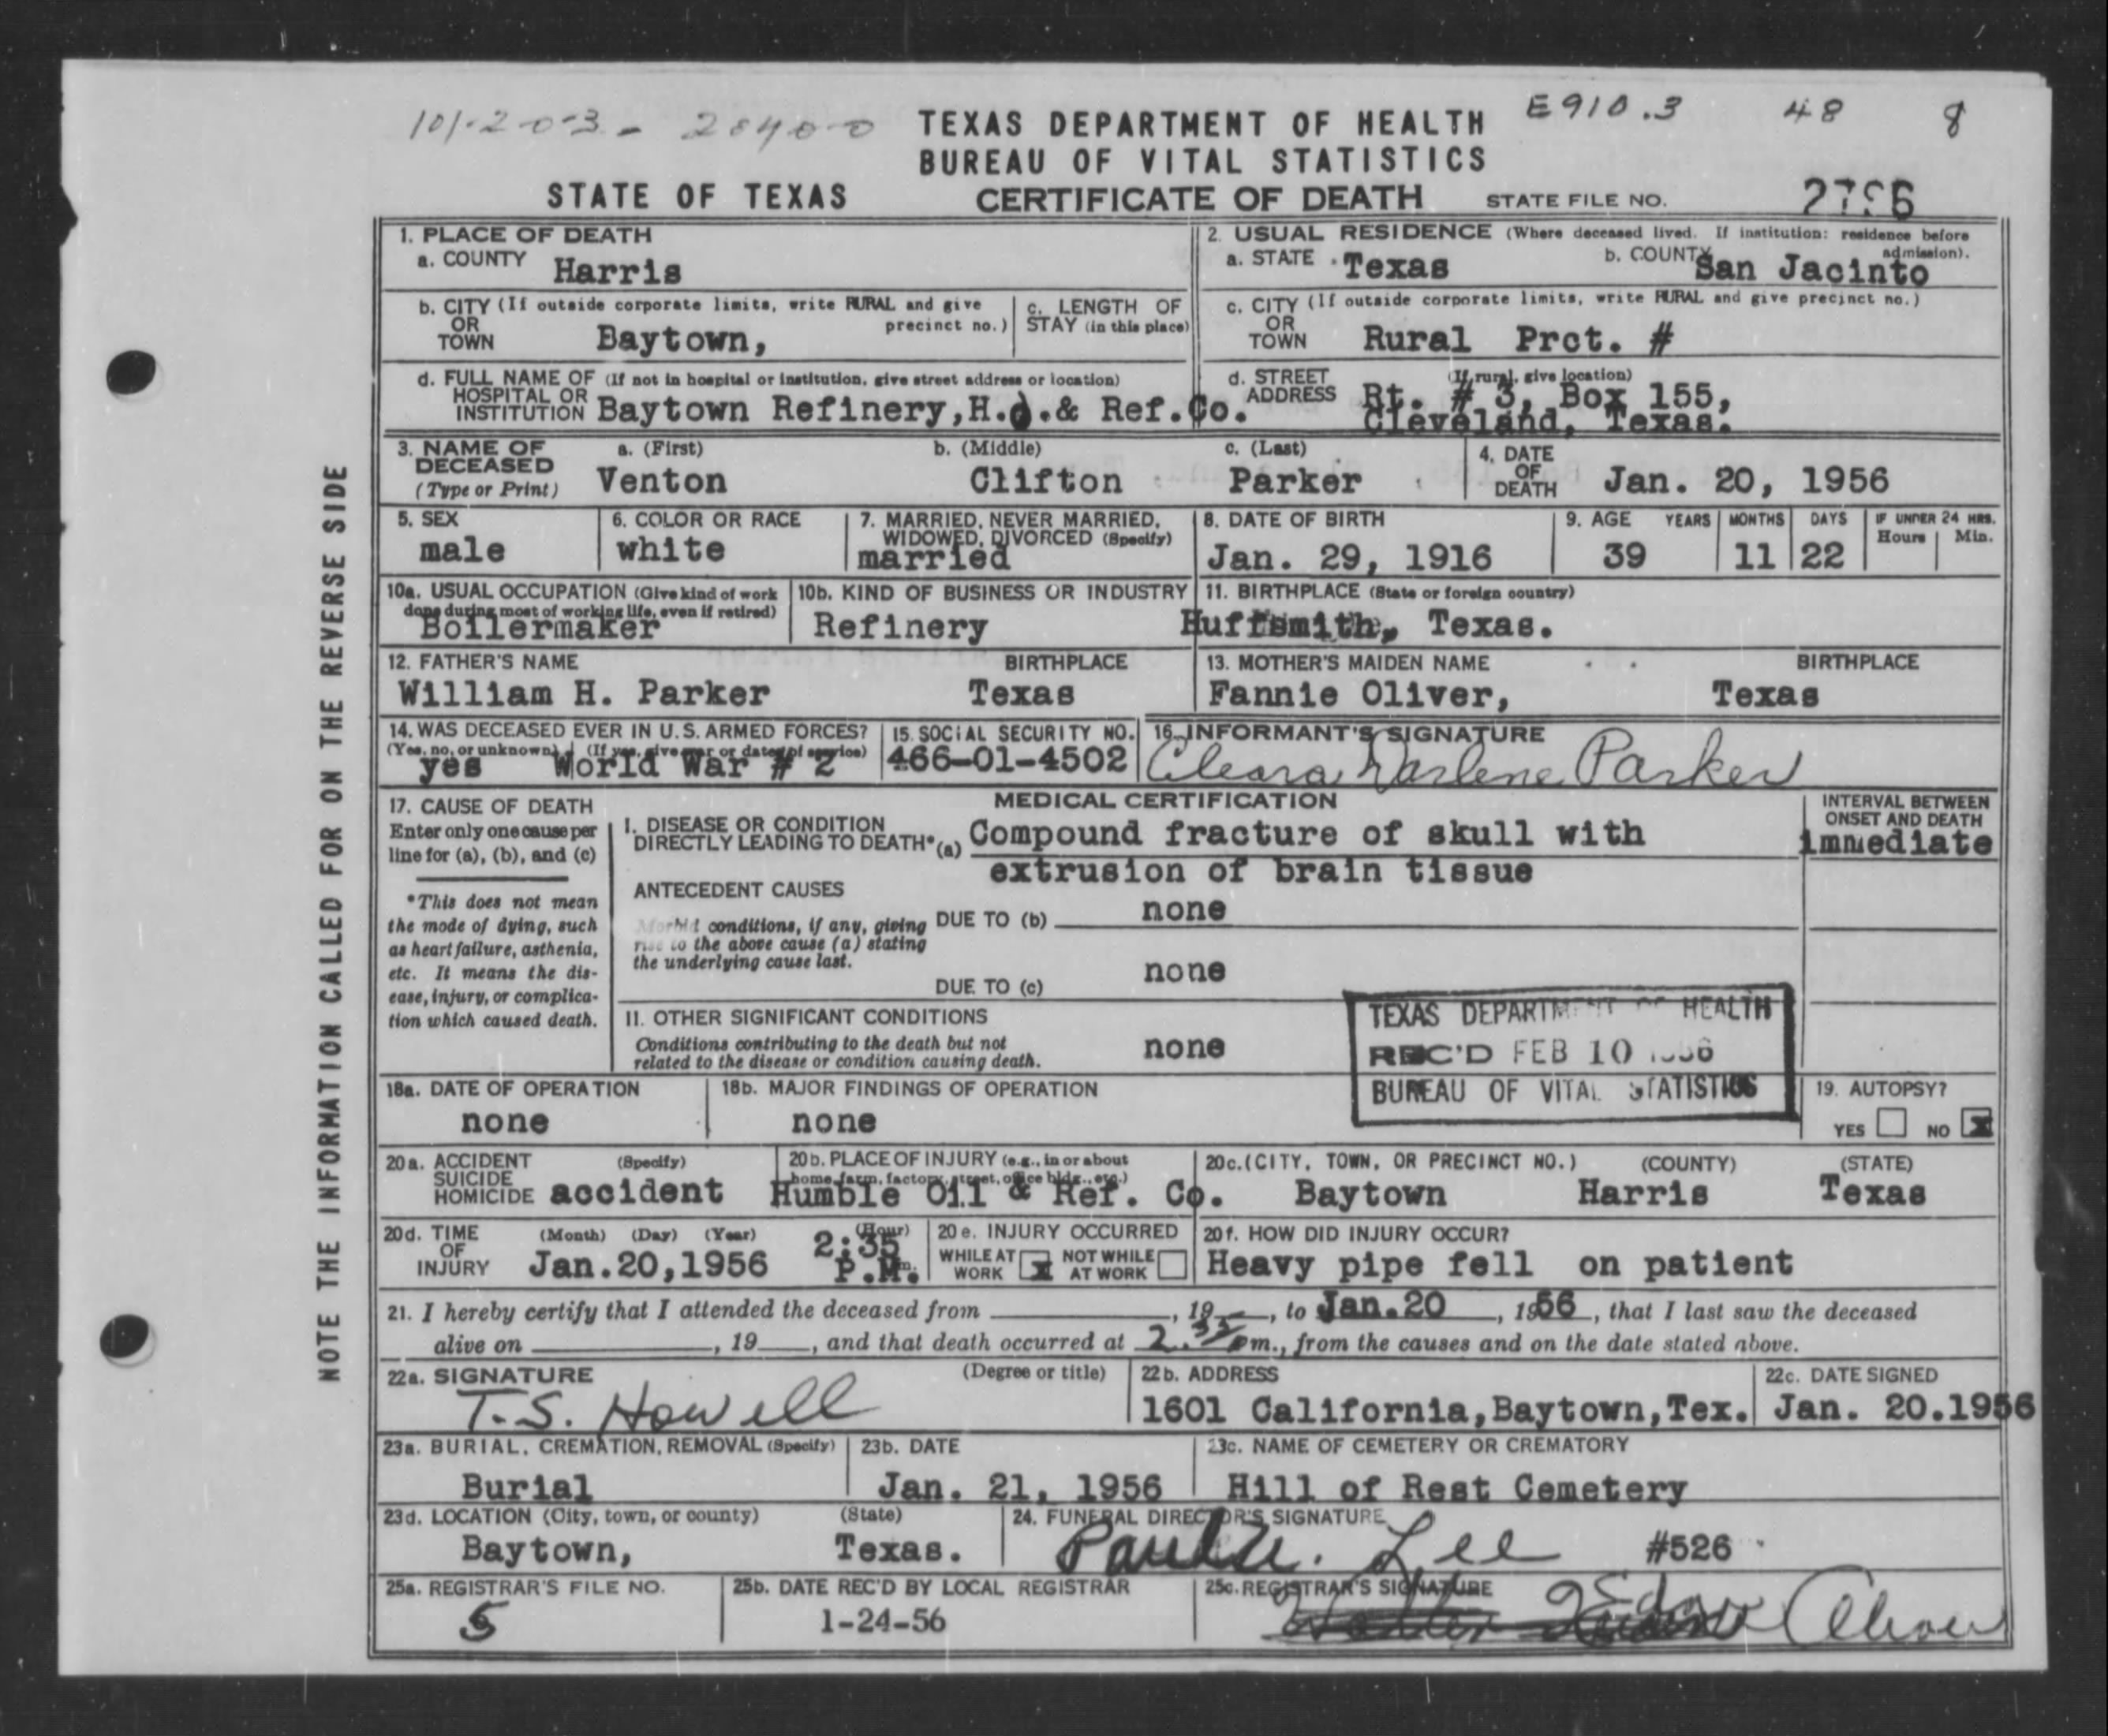 101-203- 20400
E910.3 48 8
TEXAS DEPARTMENT OF HEALTH
BUREAU OF VITAL STATISTICS
STATE OF TEXAS CERTIFICATE OF DEATH STATE FILE NO.
NOTE THE INFORMATION CALLED FOR ON THE REVERSE SIDE
1. PLACE OF DEATH
a. COUNTY Harris
2. USUAL RESIDENCE (Where deceased lived. If institution: residence before admission).
a. STATE Texas b. COUNTY San Jacinto
b. CITY (If outside corporate limits, write RURAL and give precinct no.)
OR TOWN Baytown,
c. LENGTH OF STAY (in this place)
c. CITY (If outside corporate limits, write RURAL and give precinct no.)
OR TOWN Rural Prct. #
d. FULL NAME OF (If not in hospital or institution, give street address or location)
HOSPITAL OR INSTITUTION Baytown Refinery,H.O.& Ref.Co.
d. STREET ADDRESS (If rural, give location)
Rt. # 3, Box 155,
Cleveland, Texas.
3. NAME OF DECEASED (Type or Print)
a. (First) b. (Middle) c. (Last)
Venton Clifton Parker
4. DATE OF DEATH Jan. 20, 1956
5. SEX male
6. COLOR OR RACE white
7. MARRIED, NEVER MARRIED, WIDOWED, DIVORCED (Specify)
married
8. DATE OF BIRTH
Jan. 29, 1916
9. AGE YEARS MONTHS DAYS IF UNDER 24 HRS. Hours Min.
39 11 22
10a. USUAL OCCUPATION (Give kind of work done during most of working life, even if retired)
Boilermaker
10b. KIND OF BUSINESS OR INDUSTRY
Refinery
11. BIRTHPLACE (State or foreign country)
Huffsmith, Texas.
12. FATHER'S NAME BIRTHPLACE
William H. Parker Texas
13. MOTHER'S MAIDEN NAME BIRTHPLACE
Fannie Oliver, Texas
14. WAS DECEASED EVER IN U.S. ARMED FORCES?
(Yes, no, or unknown) (If yes, give war or dates of service)
yes World War # 2
15. SOCIAL SECURITY NO.
466-01-4502
16. INFORMANT'S SIGNATURE
Cleora Darlene Parker
17. CAUSE OF DEATH
Enter only one cause per
line for (a), (b), and (c)
*This does not mean
the mode of dying, such
as heart failure, asthenia,
etc. It means the dis-
ease, injury, or complica-
tion which caused death.
MEDICAL CERTIFICATION
INTERVAL BETWEEN ONSET AND DEATH
I. DISEASE OR CONDITION
DIRECTLY LEADING TO DEATH* (a) Compound fracture of skull with
extrusion of brain tissue
immediate
ANTECEDENT CAUSES
Morbid conditions, if any, giving
rise to the above cause (a) stating
the underlying cause last.
DUE TO (b) none
DUE TO (c) none
II. OTHER SIGNIFICANT CONDITIONS
Conditions contributing to the death but not
related to the disease or condition causing death.
none
TEXAS DEPARTMENT OF HEALTH
REC'D FEB 10 1956
BUREAU OF VITAL STATISTICS
18a. DATE OF OPERATION
none
18b. MAJOR FINDINGS OF OPERATION
none
19. AUTOPSY?
YES NO X
20a. ACCIDENT SUICIDE HOMICIDE (Specify)
accident
20b. PLACE OF INJURY (e.g., in or about home, farm, factory, street, office bldg., etc.)
Humble Oil & Ref. Co.
20c. (CITY, TOWN, OR PRECINCT NO.) (COUNTY) (STATE)
Baytown Harris Texas
20d. TIME OF INJURY (Month) (Day) (Year) (Hour)
Jan.20,1956 2:35 P.M. m.
20e. INJURY OCCURRED
WHILE AT WORK X NOT WHILE AT WORK
20f. HOW DID INJURY OCCUR?
Heavy pipe fell on patient
21. I hereby certify that I attended the deceased from , 19 , to Jan.20 , 1956 , that I last saw the deceased
alive on , 19 , and that death occurred at 2:35 pm., from the causes and on the date stated above.
22a. SIGNATURE (Degree or title)
T.S. Howell
22b. ADDRESS
1601 California,Baytown,Tex.
22c. DATE SIGNED
Jan. 20.1956
23a. BURIAL, CREMATION, REMOVAL (Specify)
Burial
23b. DATE
Jan. 21, 1956
23c. NAME OF CEMETERY OR CREMATORY
Hill of Rest Cemetery
23d. LOCATION (City, town, or county) (State)
Baytown, Texas.
24. FUNERAL DIRECTOR'S SIGNATURE
Paul U. Lee #526
25a. REGISTRAR'S FILE NO.
5
25b. DATE REC'D BY LOCAL REGISTRAR
1-24-56
25c. REGISTRAR'S SIGNATURE